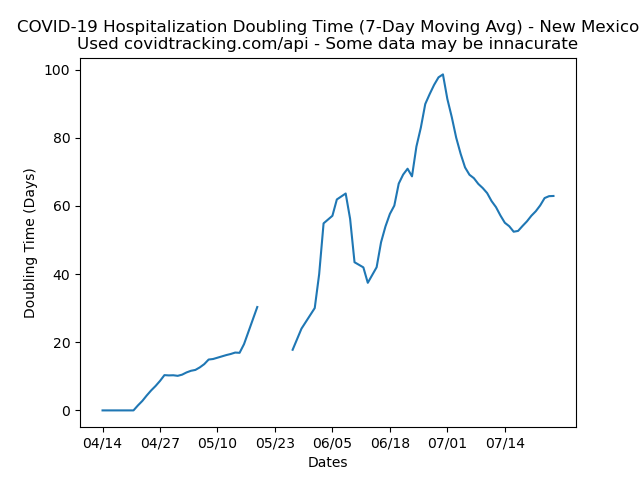 COVID-19 Hospitalization Doubling Time (7-Day Moving Avg) - New Mexico
Used covidtracking.com/api - Some data may be innacurate
100
80
60
40
20
0
Doubling Time (Days)
04/14 04/27 05/10 05/23 06/05 06/18 07/01 07/14
Dates